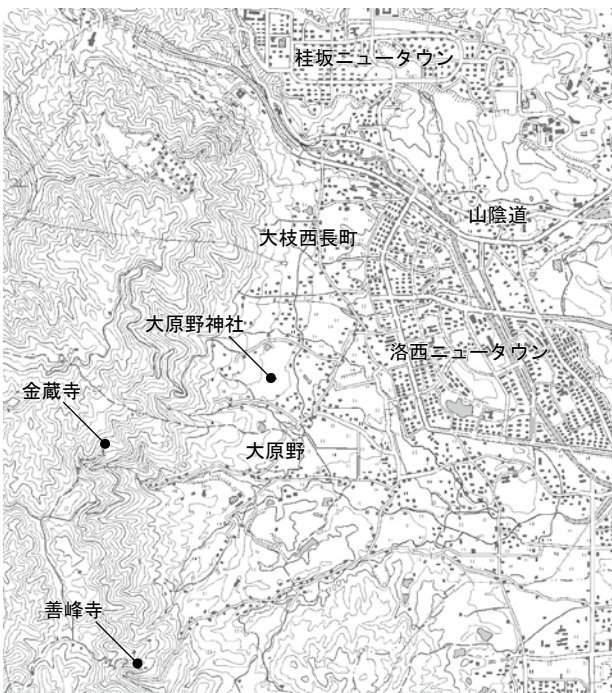 桂坂ニュータウン
山陰道
大枝西長町
大原野神社
洛西ニュータウン
金蔵寺
大原野
善峰寺